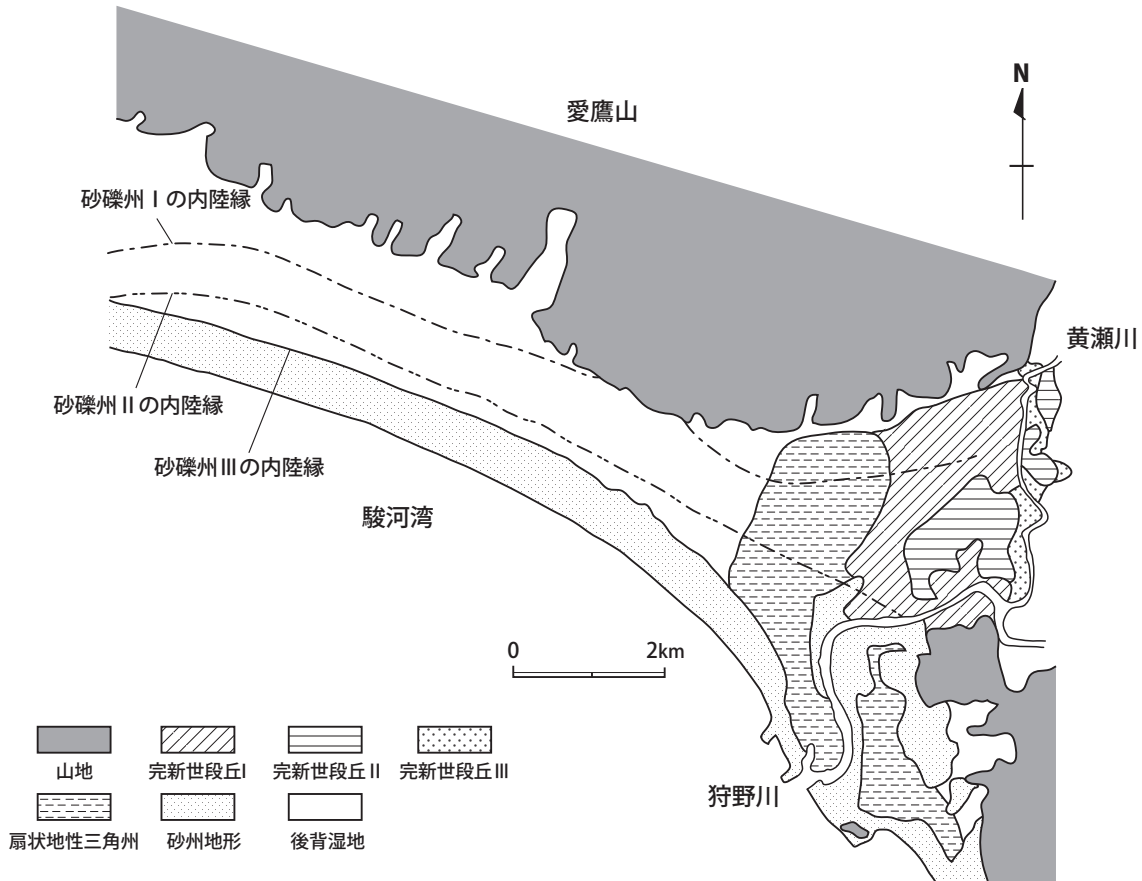 愛鷹山
N
砂礫州Ⅰの内陸縁
黄瀬川
砂礫州Ⅱの内陸縁
砂礫州Ⅲの内陸縁
駿河湾
0 2km
狩野川
山地 完新世段丘Ⅰ 完新世段丘Ⅱ 完新世段丘Ⅲ
扇状地性三角州 砂州地形 後背湿地